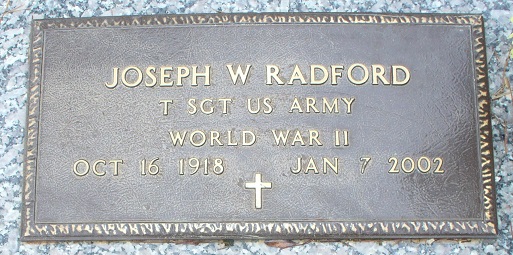 JOSEPH W RADFORD
T SGT US ARMY
WORLD WAR II
OCT 16 1918 JAN 7 2002